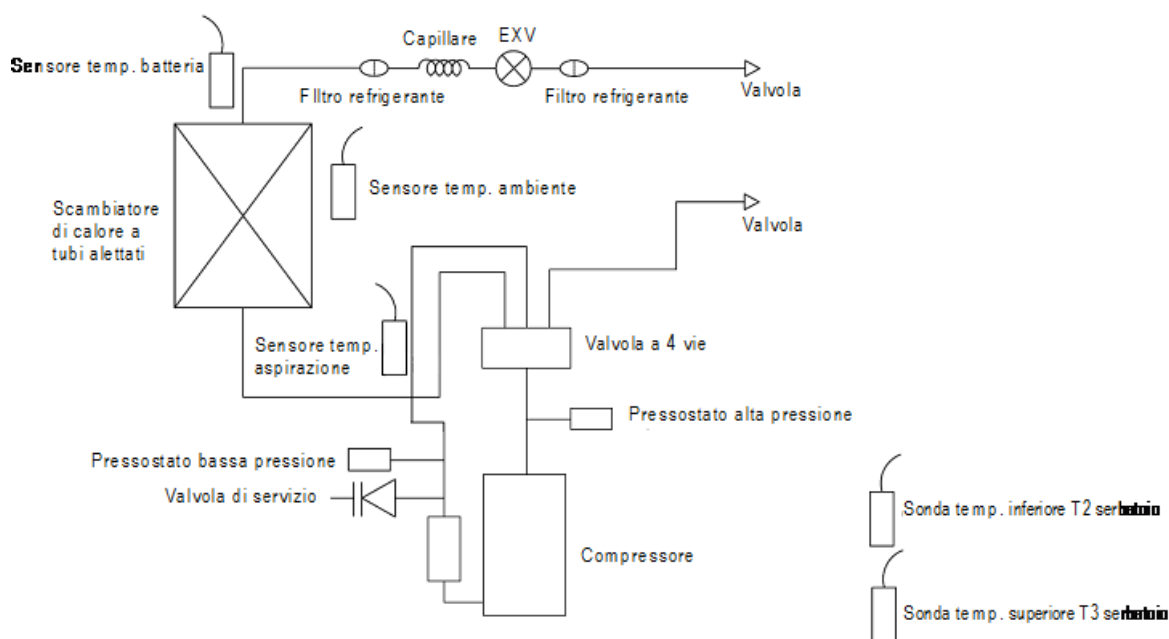 Sensore temp. batteria
Capillare
EXV
FIltro refrigerante
Filtro refrigerante
Valvola
Sensore temp. ambiente
Scambiatore
di calore a
tubi alettati
Valvola
Sensore temp.
aspirazione
Valvola a 4 vie
Pressostato alta pressione
Pressostato bassa pressione
Valvola di servizio
Compressore
Sonda temp. inferiore T2 serbatoio
Sonda temp. superiore T3 serbatoio